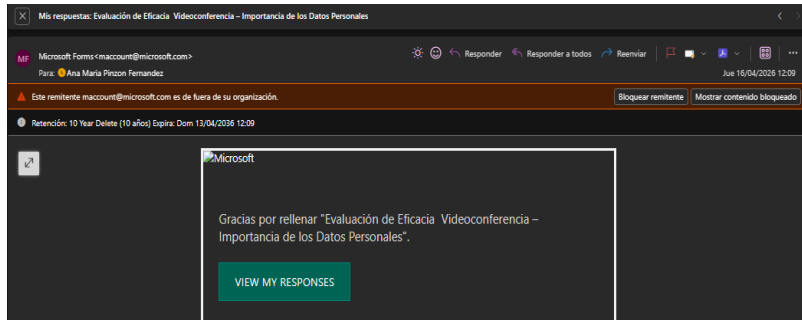 Mis respuestas: Evaluación de Eficacia Videoconferencia – Importancia de los Datos Personales
MF
Microsoft Forms<maccount@microsoft.com>
Responder
Responder a todos
Reenviar
Para: Ana Maria Pinzon Fernandez
Jue 16/04/2026 12:09
Este remitente maccount@microsoft.com es de fuera de su organización.
Bloquear remitente
Mostrar contenido bloqueado
Retención: 10 Year Delete (10 años) Expira: Dom 13/04/2036 12:09
Microsoft
Gracias por rellenar "Evaluación de Eficacia Videoconferencia –
Importancia de los Datos Personales".
VIEW MY RESPONSES